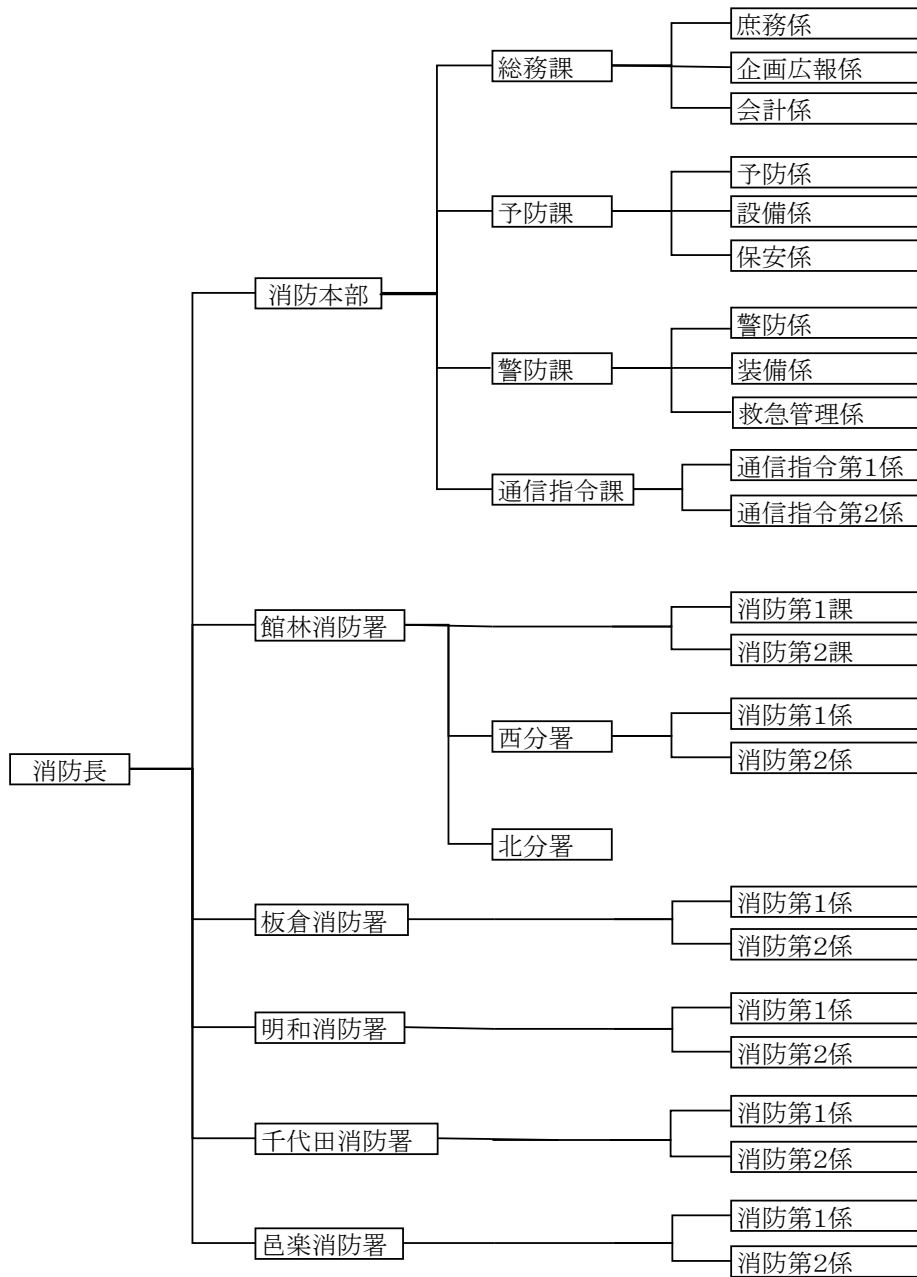 消防長
消防本部
総務課
庶務係
企画広報係
会計係
予防課
予防係
設備係
保安係
警防課
警防係
装備係
救急管理係
通信指令課
通信指令第1係
通信指令第2係
館林消防署
消防第1課
消防第2課
西分署
消防第1係
消防第2係
北分署
板倉消防署
消防第1係
消防第2係
明和消防署
消防第1係
消防第2係
千代田消防署
消防第1係
消防第2係
邑楽消防署
消防第1係
消防第2係